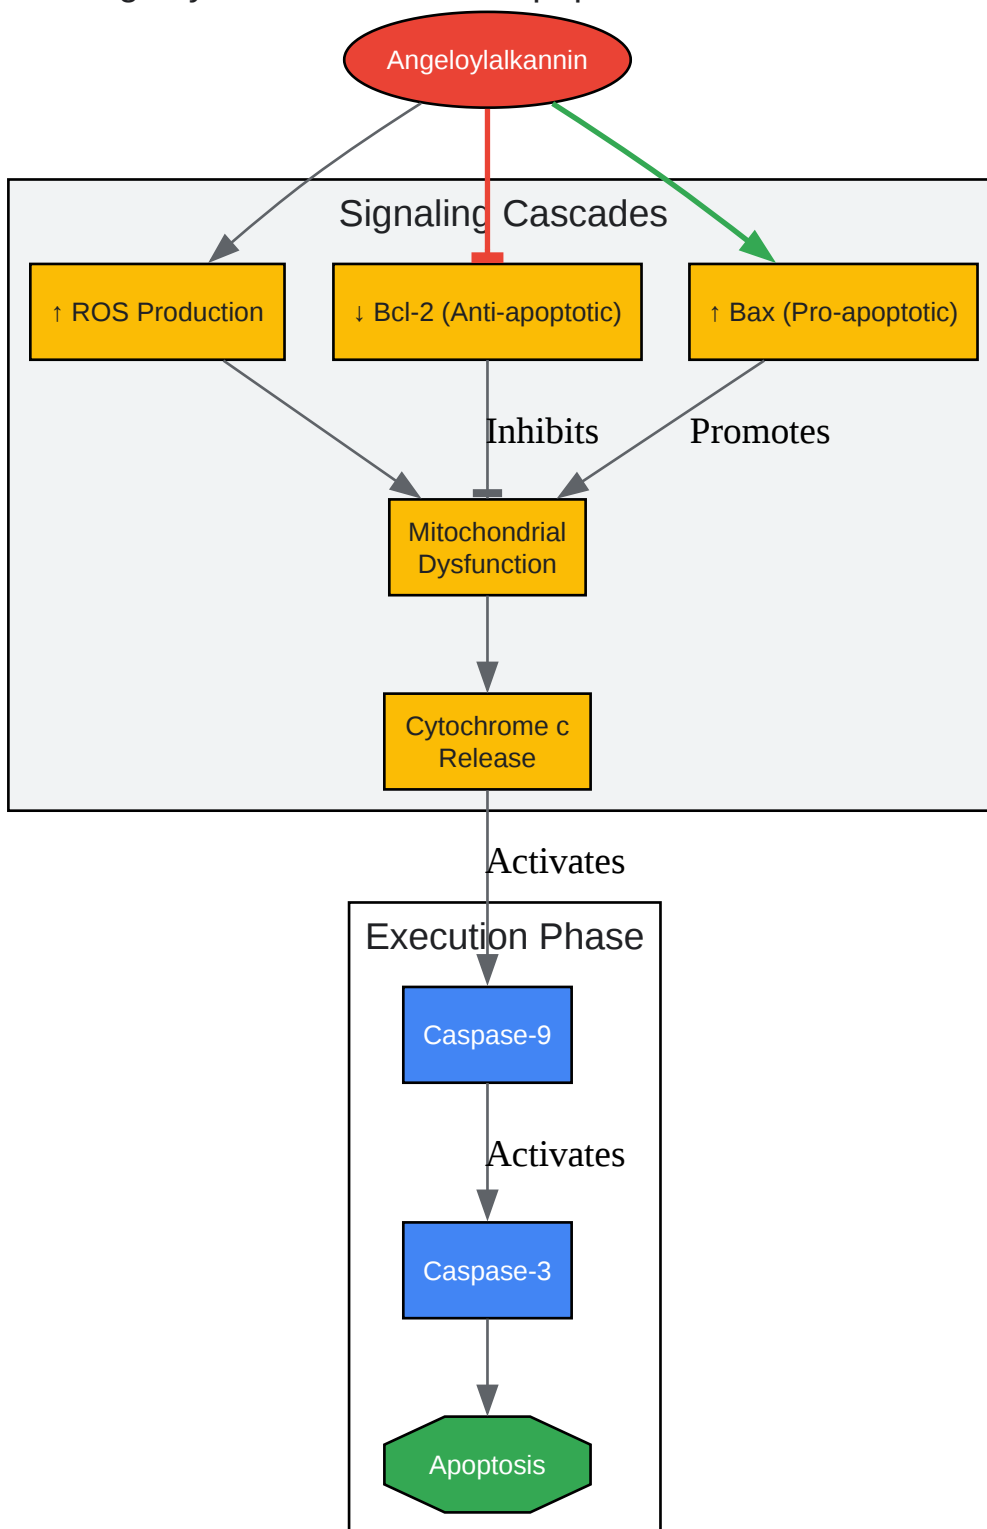 Angeloylalkannin
Signaling Cascades
↑ ROS Production
↓ Bcl-2 (Anti-apoptotic)
↑ Bax (Pro-apoptotic)
Inhibits
Promotes
Mitochondrial
Dysfunction
Cytochrome c
Release
Activates
Execution Phase
Caspase-9
Activates
Caspase-3
Apoptosis